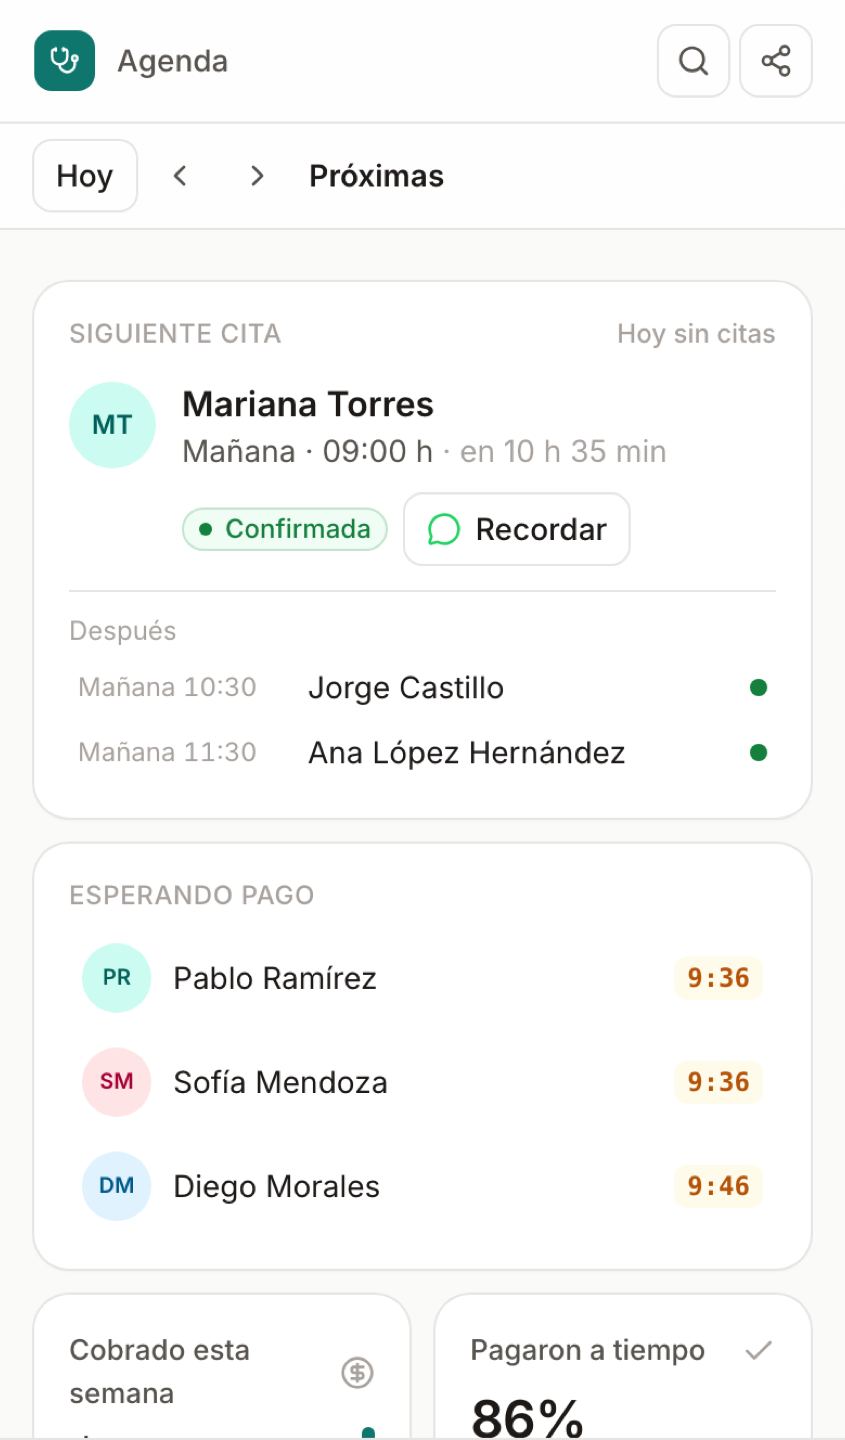 Agenda
Hoy
Próximas
SIGUIENTE CITA
Hoy sin citas
MT
Mariana Torres
Mañana · 09:00 h · en 10 h 35 min
Confirmada
Recordar
Después
Mañana 10:30
Jorge Castillo
Mañana 11:30
Ana López Hernández
ESPERANDO PAGO
PR
Pablo Ramírez
9:36
SM
Sofía Mendoza
9:36
DM
Diego Morales
9:46
Cobrado esta
semana
Pagaron a tiempo
86%